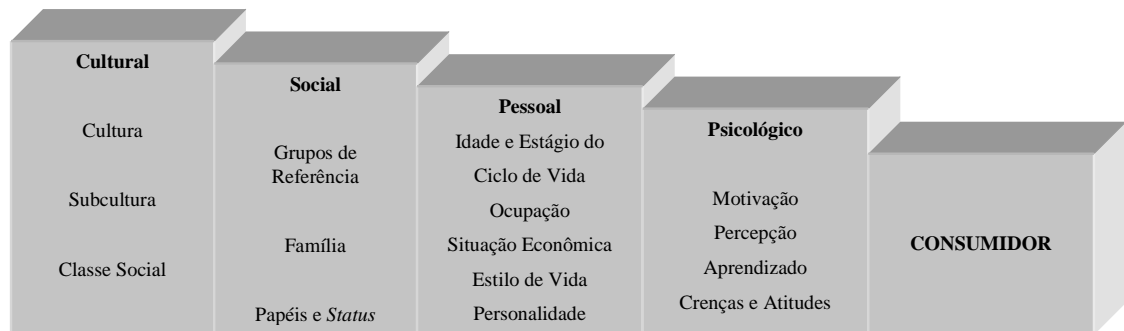 Cultural
Cultura
Subcultura
Classe Social
Social
Grupos de
Referência
Família
Papéis e Status
Pessoal
Idade e Estágio do
Ciclo de Vida
Ocupação
Situação Econômica
Estilo de Vida
Personalidade
Psicológico
Motivação
Percepção
Aprendizado
Crenças e Atitudes
CONSUMIDOR